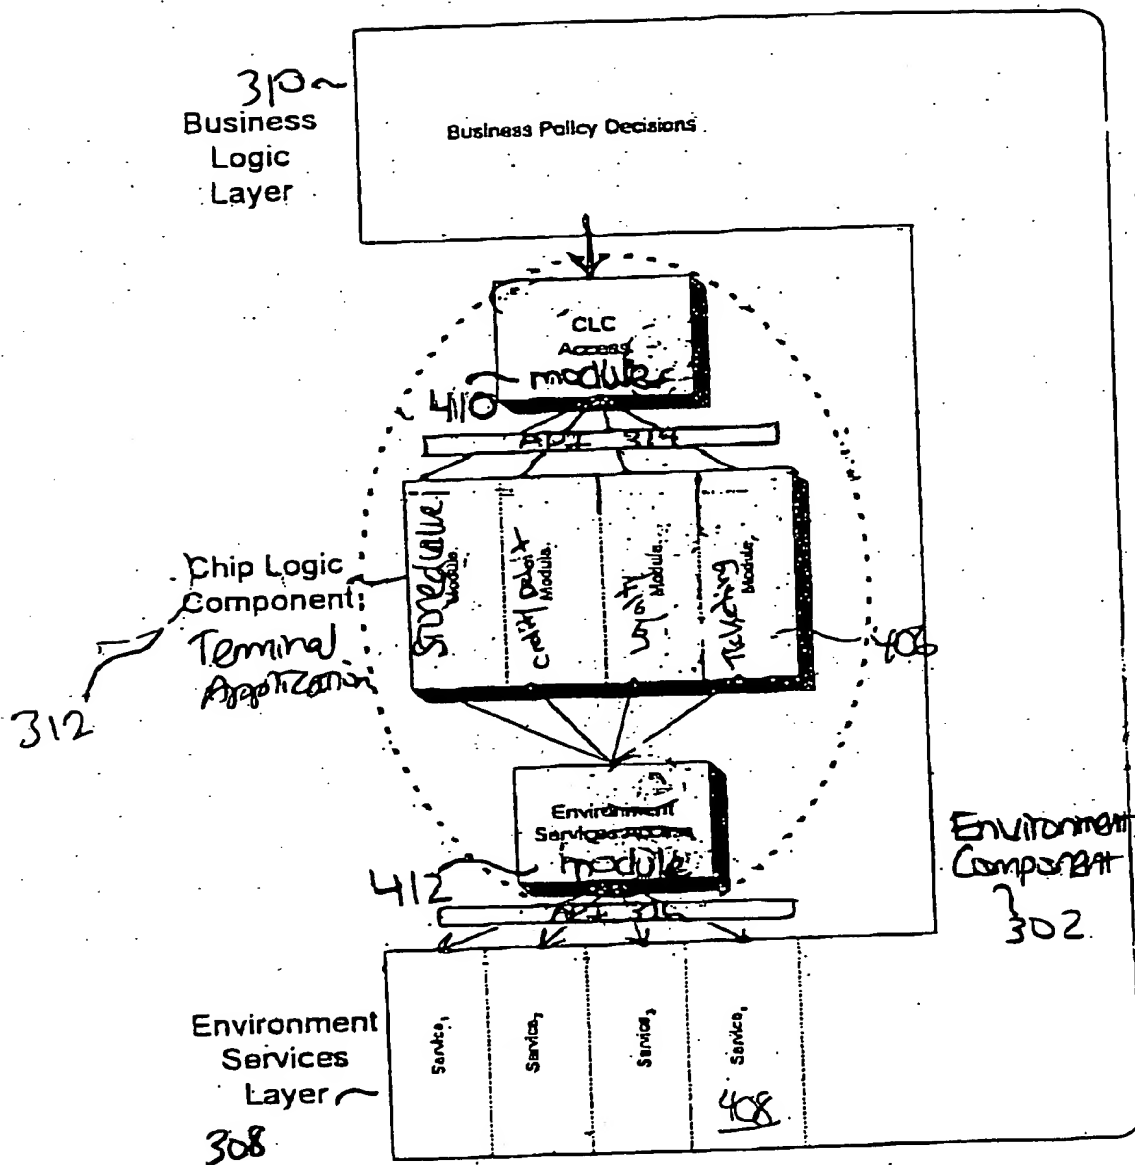 310
Business
Logic
Layer
Business Policy Decisions
CLC
Access
module
410
API 314
Stored value
Module
Credit/Debit
Module
Loyalty
Module
Ticketing
Module
406
Chip Logic
Component
Terminal
Application
312
Environment
Services Access
module
412
API 316
Environment
Component
302
Service
Service
Service
Service
408
Environment
Services
Layer
308